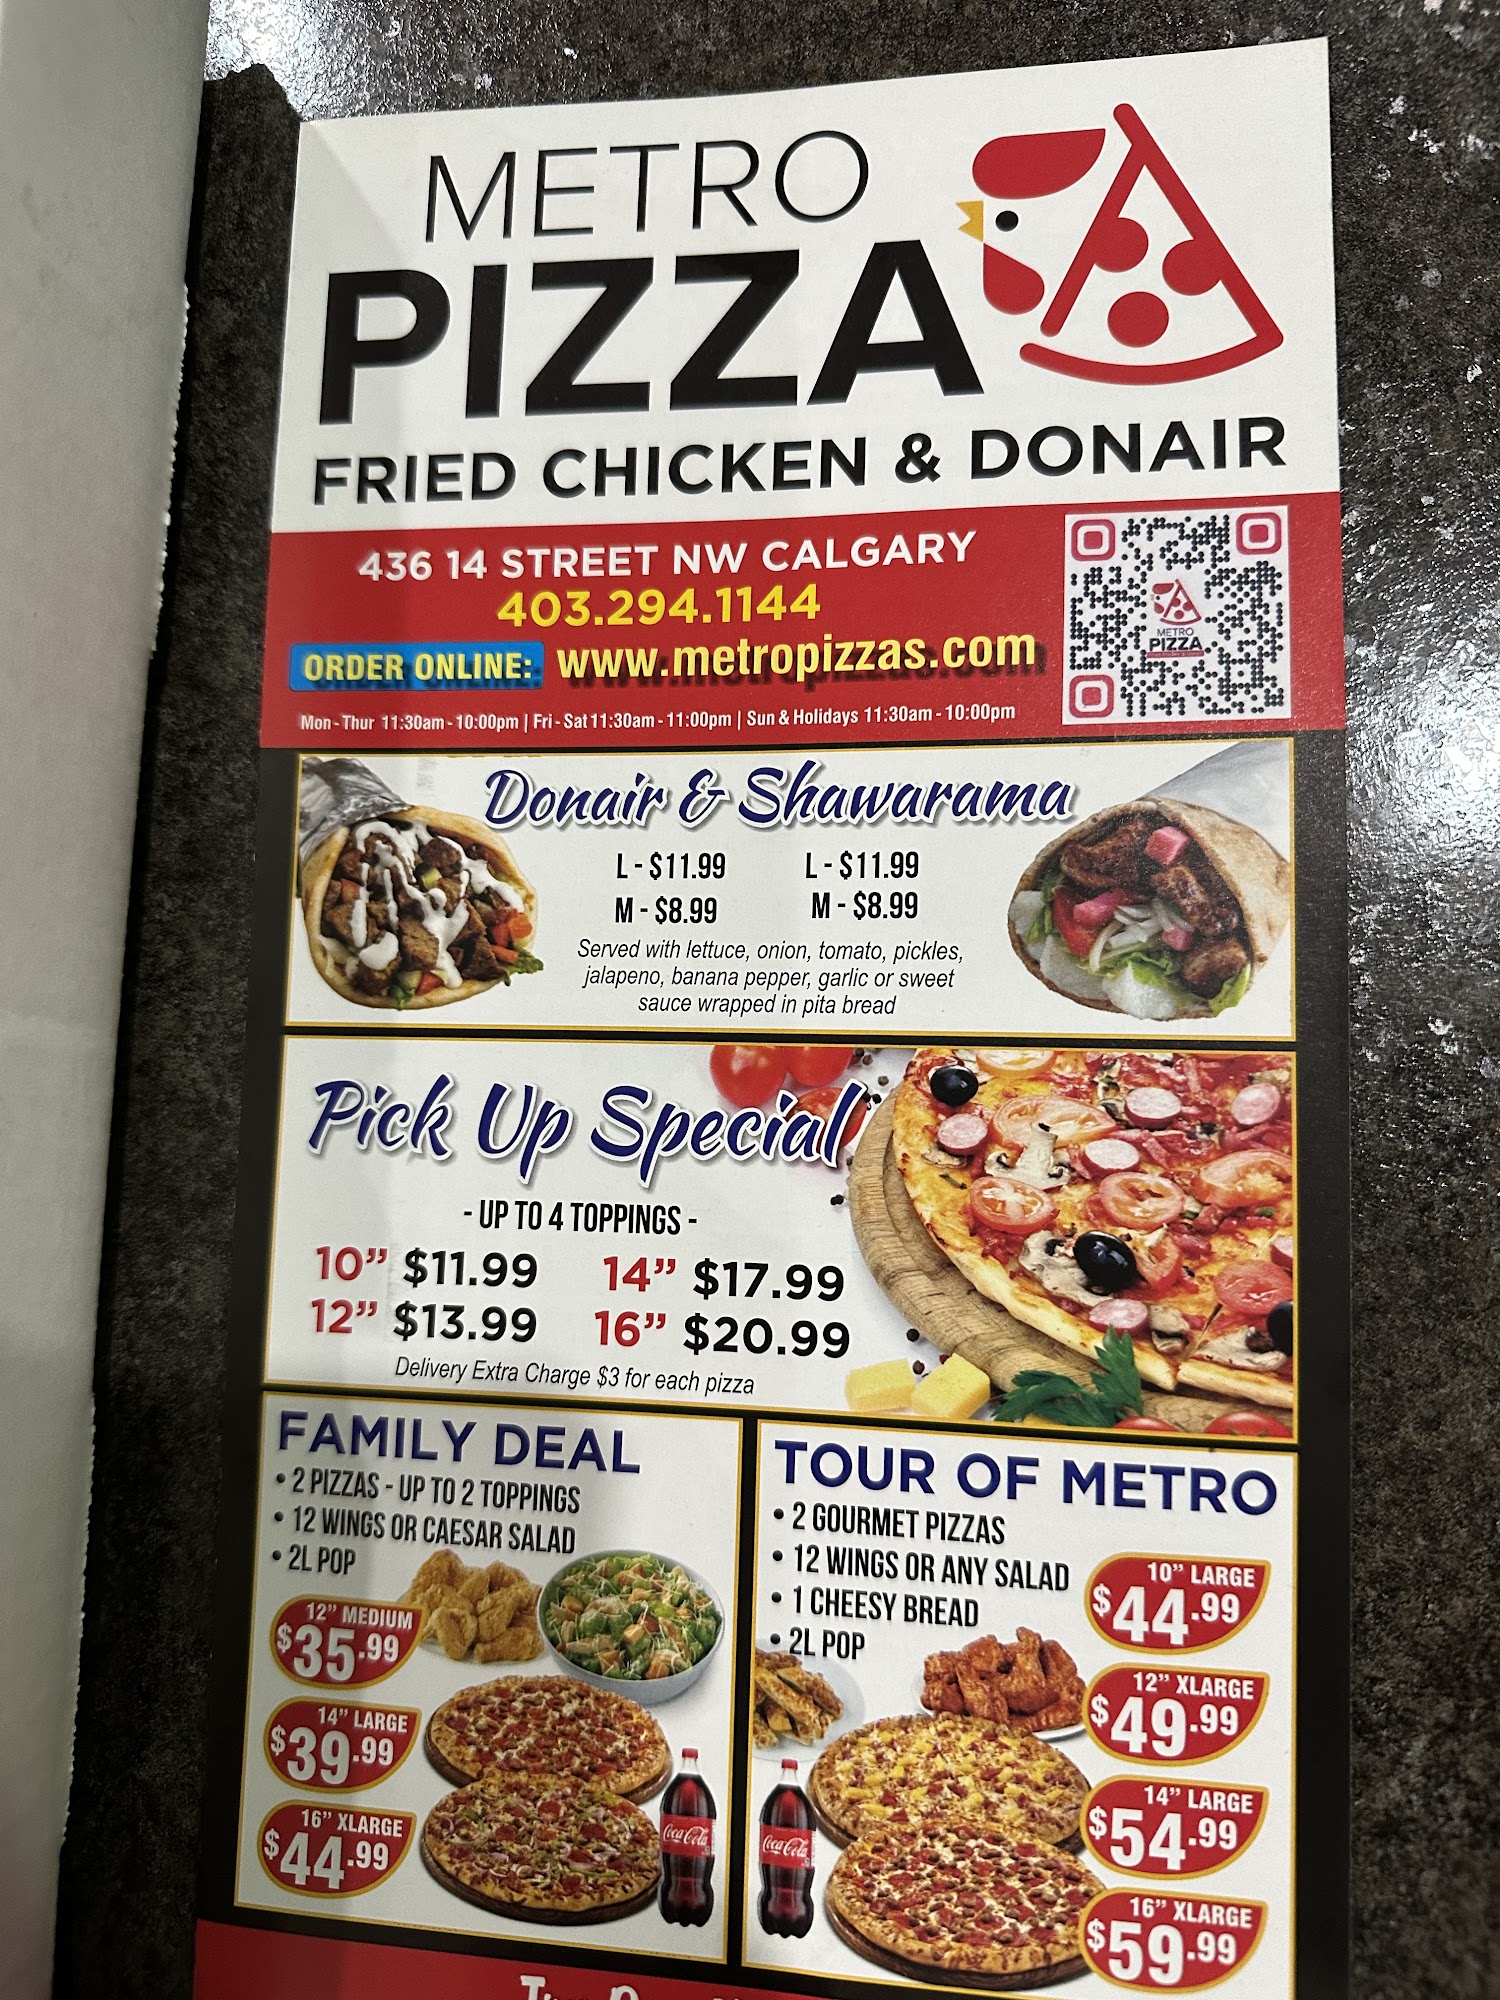 METRO
PIZZA
FRIED CHICKEN & DONAIR
436 14 STREET NW CALGARY
403.294.1144
ORDER ONLINE: www.metropizzas.com
Mon - Thur 11:30am - 10:00pm | Fri - Sat 11:30am - 11:00pm | Sun & Holidays 11:30am - 10:00pm
METRO
PIZZA
Donair & Shawarama
L - $11.99 L - $11.99
M - $8.99 M - $8.99
Served with lettuce, onion, tomato, pickles,
jalapeno, banana pepper, garlic or sweet
sauce wrapped in pita bread
Pick Up Special
- UP TO 4 TOPPINGS -
10” $11.99 14” $17.99
12” $13.99 16” $20.99
Delivery Extra Charge $3 for each pizza
FAMILY DEAL
• 2 PIZZAS - UP TO 2 TOPPINGS
• 12 WINGS OR CAESAR SALAD
• 2L POP
12” MEDIUM
$35.99
14” LARGE
$39.99
16” XLARGE
$44.99
Coca-Cola
TOUR OF METRO
• 2 GOURMET PIZZAS
• 12 WINGS OR ANY SALAD
• 1 CHEESY BREAD
• 2L POP
10” LARGE
$44.99
12” XLARGE
$49.99
14” LARGE
$54.99
16” XLARGE
$59.99
Coca-Cola